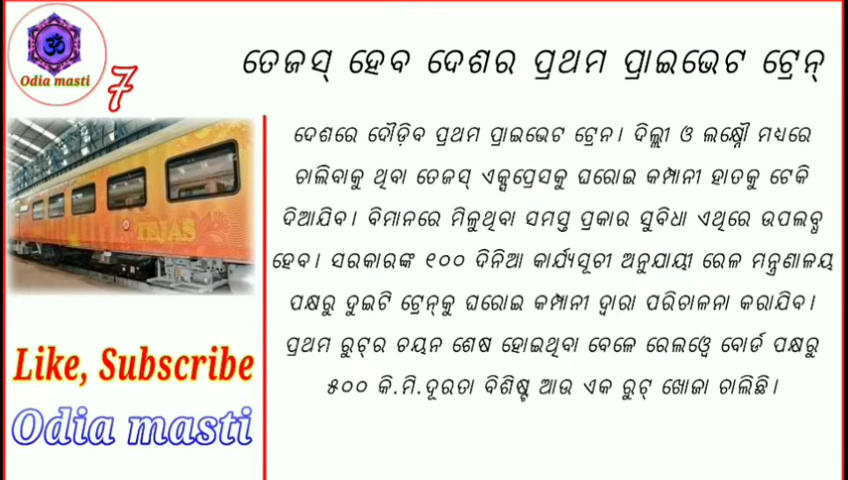 Odia masti
7
ତେଜସ୍ ହେବ ଦେଶର ପ୍ରଥମ ପ୍ରାଇଭେଟ ଟ୍ରେନ୍
ଦେଶରେ ଦୌଡ଼ିବ ପ୍ରଥମ ପ୍ରାଇଭେଟ ଟ୍ରେନ। ଦିଲ୍ଲୀ ଓ ଲକ୍ଷ୍ନୌ ମଧ୍ୟରେ
ଚାଲିବାକୁ ଥିବା ତେଜସ୍ ଏକ୍ସପ୍ରେସକୁ ଘରୋଇ କମ୍ପାନୀ ହାତକୁ ଟେକି
ଦିଆଯିବ। ବିମାନରେ ମିଳୁଥିବା ସମସ୍ତ ପ୍ରକାର ସୁବିଧା ଏଥିରେ ଉପଲବ୍ଧ
ହେବ। ସରକାରଙ୍କ ୧୦୦ ଦିନିଆ କାର୍ଯ୍ୟସୂଚୀ ଅନୁଯାୟୀ ରେଳ ମନ୍ତ୍ରଣାଳୟ
ପକ୍ଷରୁ ଦୁଇଟି ଟ୍ରେନ୍‌କୁ ଘରୋଇ କମ୍ପାନୀ ଦ୍ୱାରା ପରିଚାଳନା କରାଯିବ।
ପ୍ରଥମ ରୁଟ୍‌ର ଚୟନ ଶେଷ ହୋଇଥିବା ବେଳେ ରେଲଓ୍ଵେ ବୋର୍ଡ ପକ୍ଷରୁ
୫୦୦ କି.ମି.ଦୂରତା ବିଶିଷ୍ଟ ଆଉ ଏକ ରୁଟ୍ ଖୋଜା ଚାଲିଛି।
TEJAS
Like, Subscribe
Odia masti